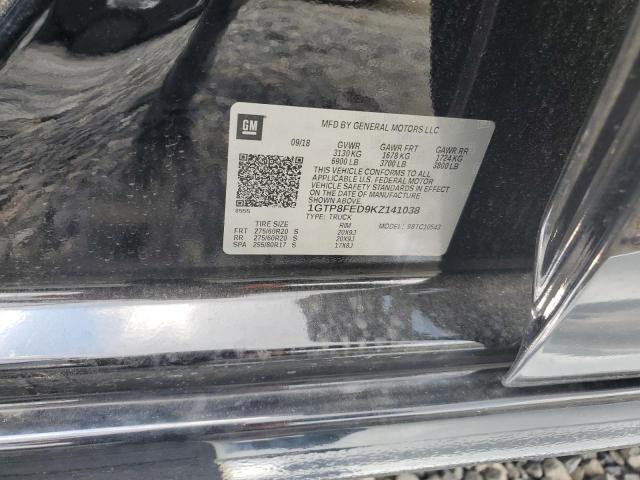 GM
MFD BY GENERAL MOTORS LLC
09/18 GVWR GAWR FRT GAWR RR
3130 KG 1678 KG 1724 KG
6900 LB 3700 LB 3800 LB
THIS VEHICLE CONFORMS TO ALL
APPLICABLE U.S. FEDERAL MOTOR
VEHICLE SAFETY STANDARDS IN
EFFECT ON THE DATE OF MANUFACTURE
SHOWN ABOVE.
1GTP8FED9KZ141038
TYPE: TRUCK
MODEL: 98TC10543
TIRE SIZE RIM
FRT 275/60R20 S 20X9J
RR 275/60R20 S 20X9J
SPA 255/80R17 S 17X8J